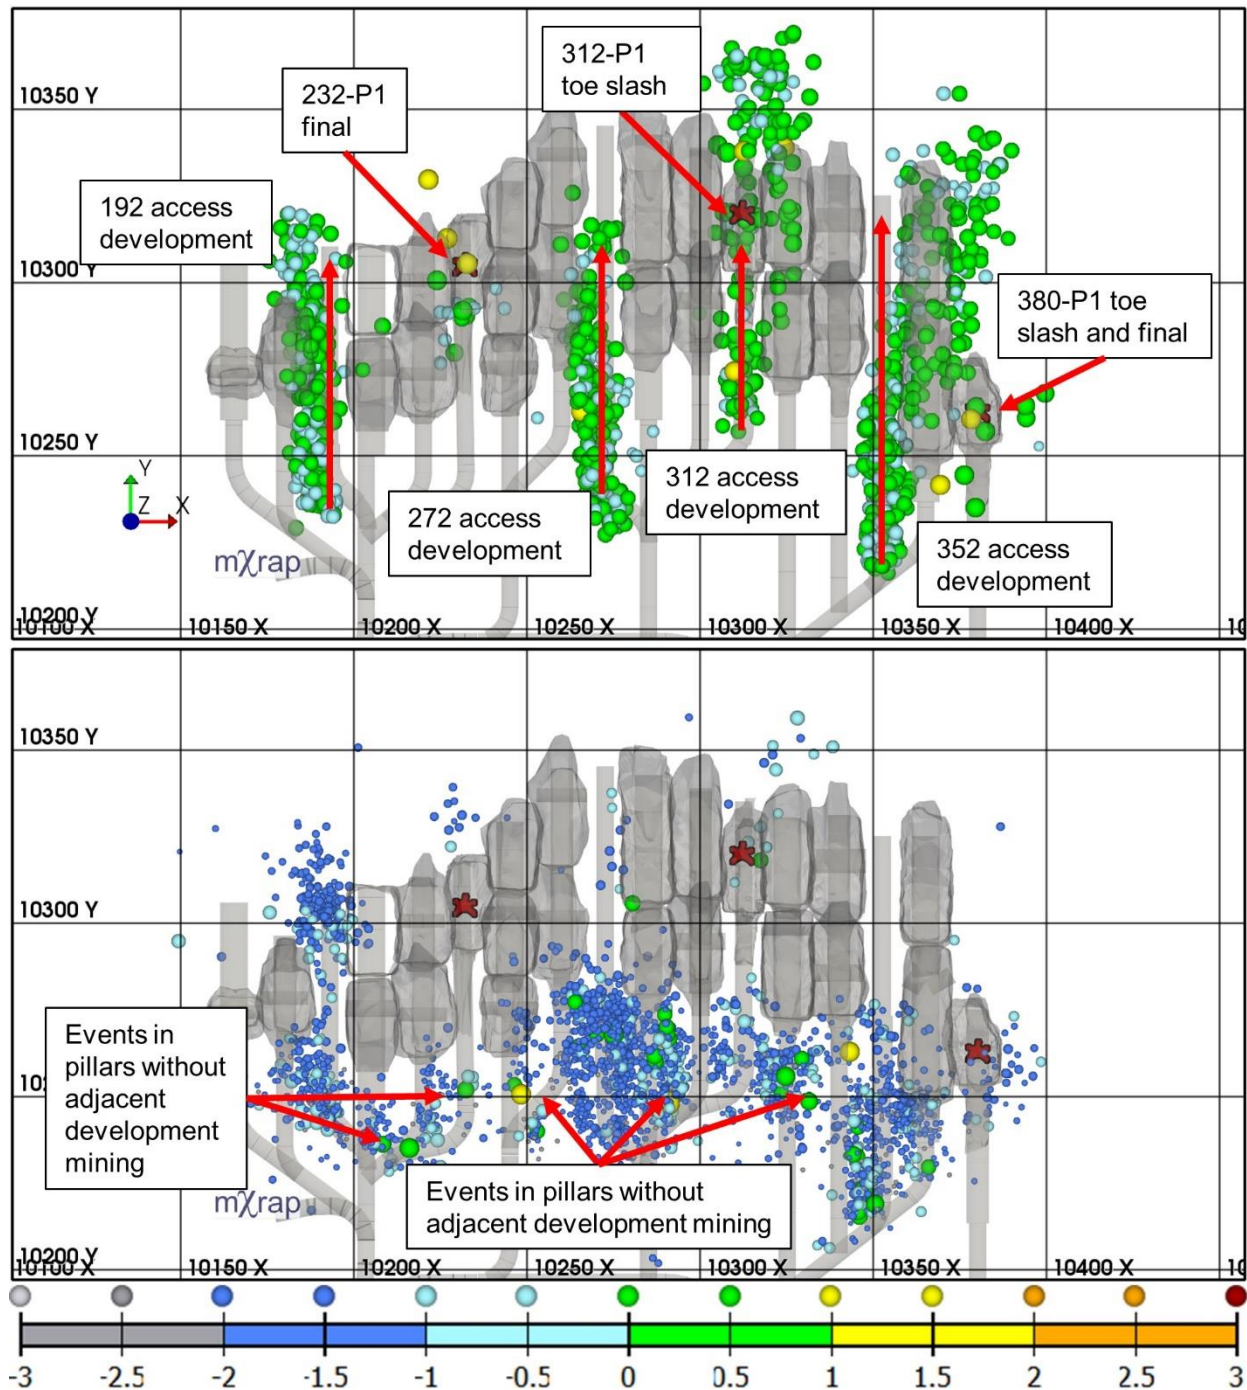 312-P1
toe slash
232-P1
final
10350 Y
192 access
development
10300 Y
380-P1 toe
slash and final
10250 Y
312 access
development
Y
Z
X
272 access
development
352 access
development
mχrap
10200 Y
10100 X
10150 X
10200 X
10250 X
10300 X
10350 X
10400 X
10350 Y
10300 Y
Events in
pillars without
adjacent
development
mining
Events in pillars without
adjacent development mining
mχrap
10200 Y
10100 X
10150 X
10200 X
10250 X
10300 X
10350 X
10400 X
-3
-2.5
-2
-1.5
-1
-0.5
0
0.5
1
1.5
2
2.5
3